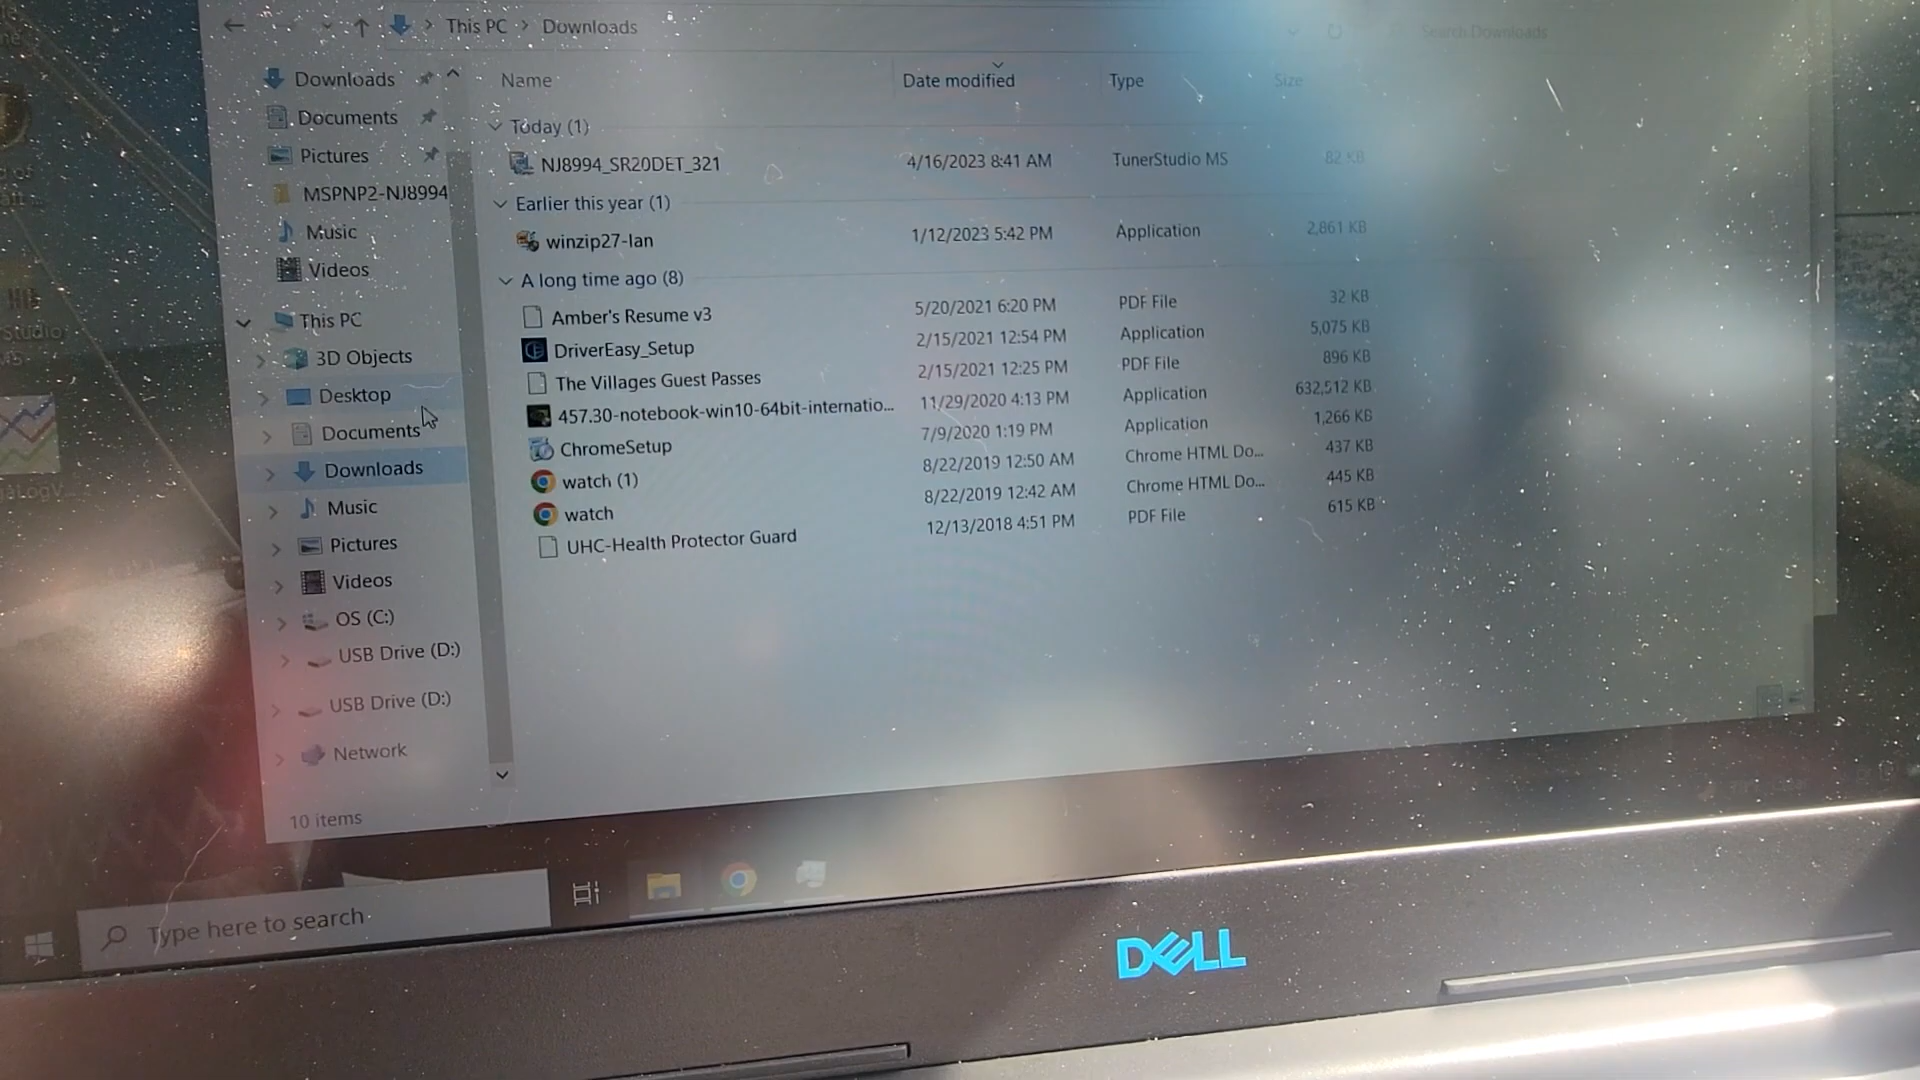 This PC > Downloads
Search Downloads
Downloads
Documents
Pictures
MSPNP2-NJ8994
Music
Videos
This PC
3D Objects
Desktop
Documents
Downloads
Music
Pictures
Videos
OS (C:)
USB Drive (D:)
USB Drive (D:)
Network
10 items
Name Date modified Type Size
Today (1)
NJ8994_SR20DET_321 4/16/2023 8:41 AM TunerStudio MS 82 KB
Earlier this year (1)
winzip27-lan 1/12/2023 5:42 PM Application 2,861 KB
A long time ago (8)
Amber's Resume v3 5/20/2021 6:20 PM PDF File 32 KB
DriverEasy_Setup 2/15/2021 12:54 PM Application 5,075 KB
The Villages Guest Passes 2/15/2021 12:25 PM PDF File 896 KB
457.30-notebook-win10-64bit-internatio... 11/29/2020 4:13 PM Application 632,512 KB
ChromeSetup 7/9/2020 1:19 PM Application 1,266 KB
watch (1) 8/22/2019 12:50 AM Chrome HTML Do... 437 KB
watch 8/22/2019 12:42 AM Chrome HTML Do... 445 KB
UHC-Health Protector Guard 12/13/2018 4:51 PM PDF File 615 KB
Type here to search
DELL